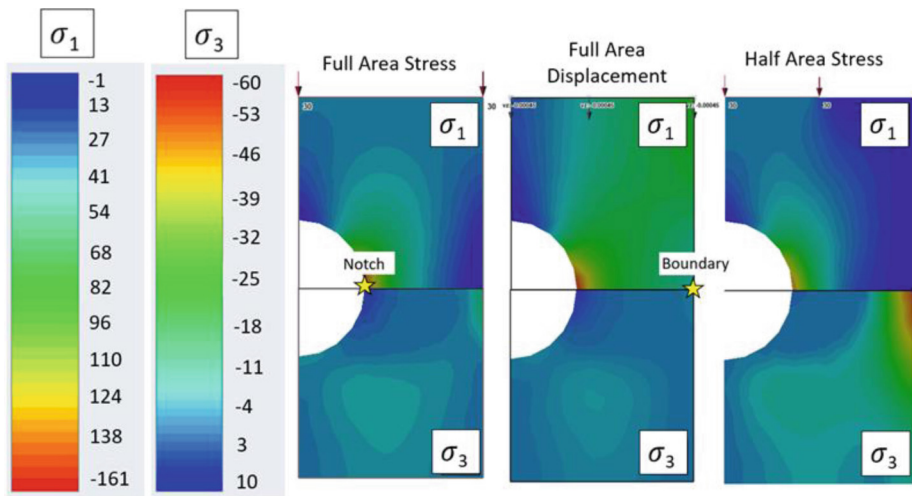 σ1
σ3
-1
13
27
41
54
68
82
96
110
124
138
-161
-60
-53
-46
-39
-32
-25
-18
-11
-4
3
10
Full Area Stress
Full Area
Displacement
Half Area Stress
30
30
30
30
σ1
σ1
σ1
Notch
Boundary
σ3
σ3
σ3